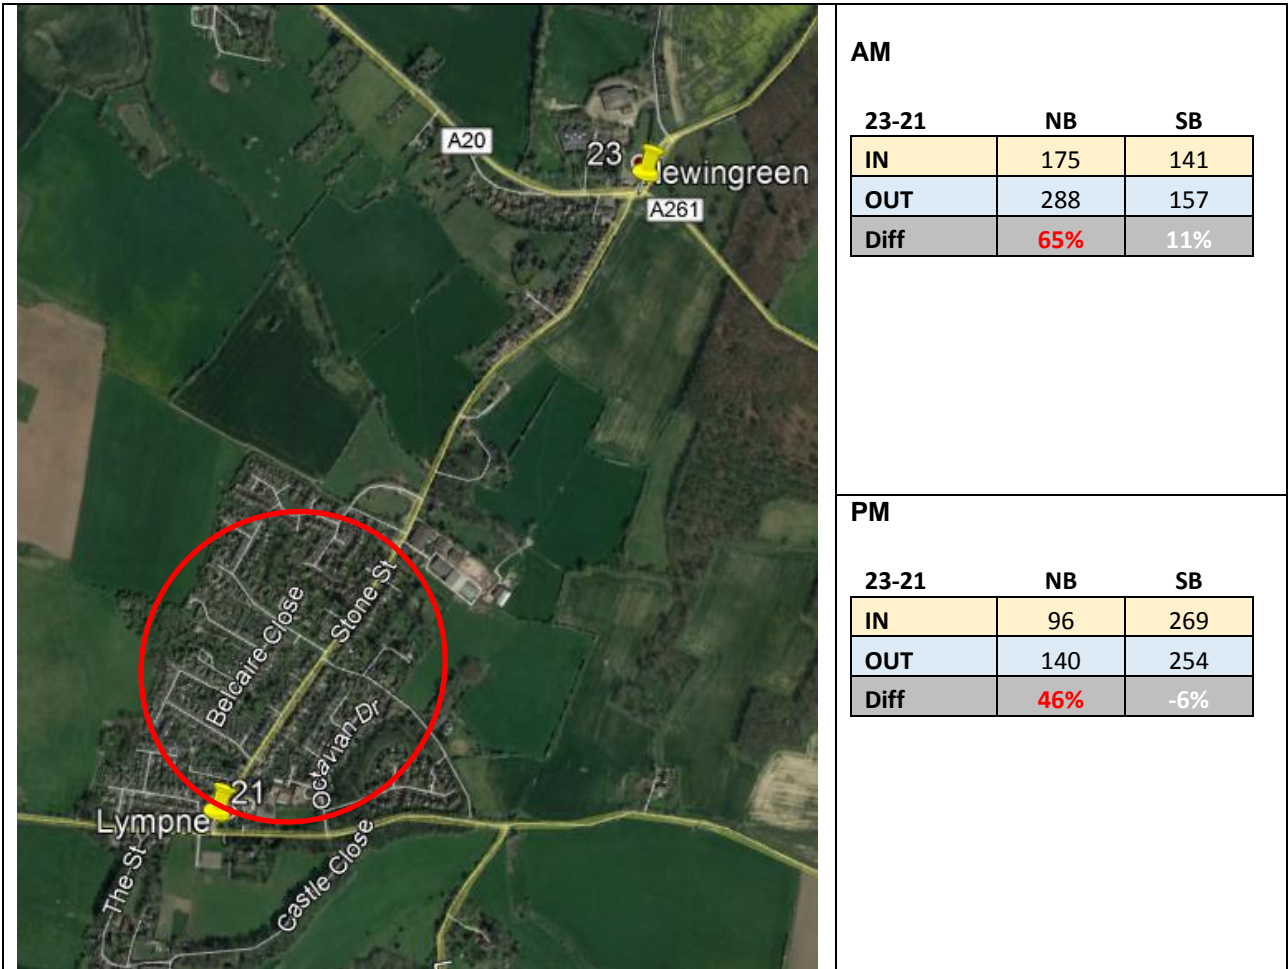 A20
23
lewingreen
A261
Stone St
Belcaire Close
Octavian Dr
21
Lympne
The St
Castle Close
AM
23-21 NB SB
IN 175 141
OUT 288 157
Diff 65% 11%
PM
23-21 NB SB
IN 96 269
OUT 140 254
Diff 46% -6%